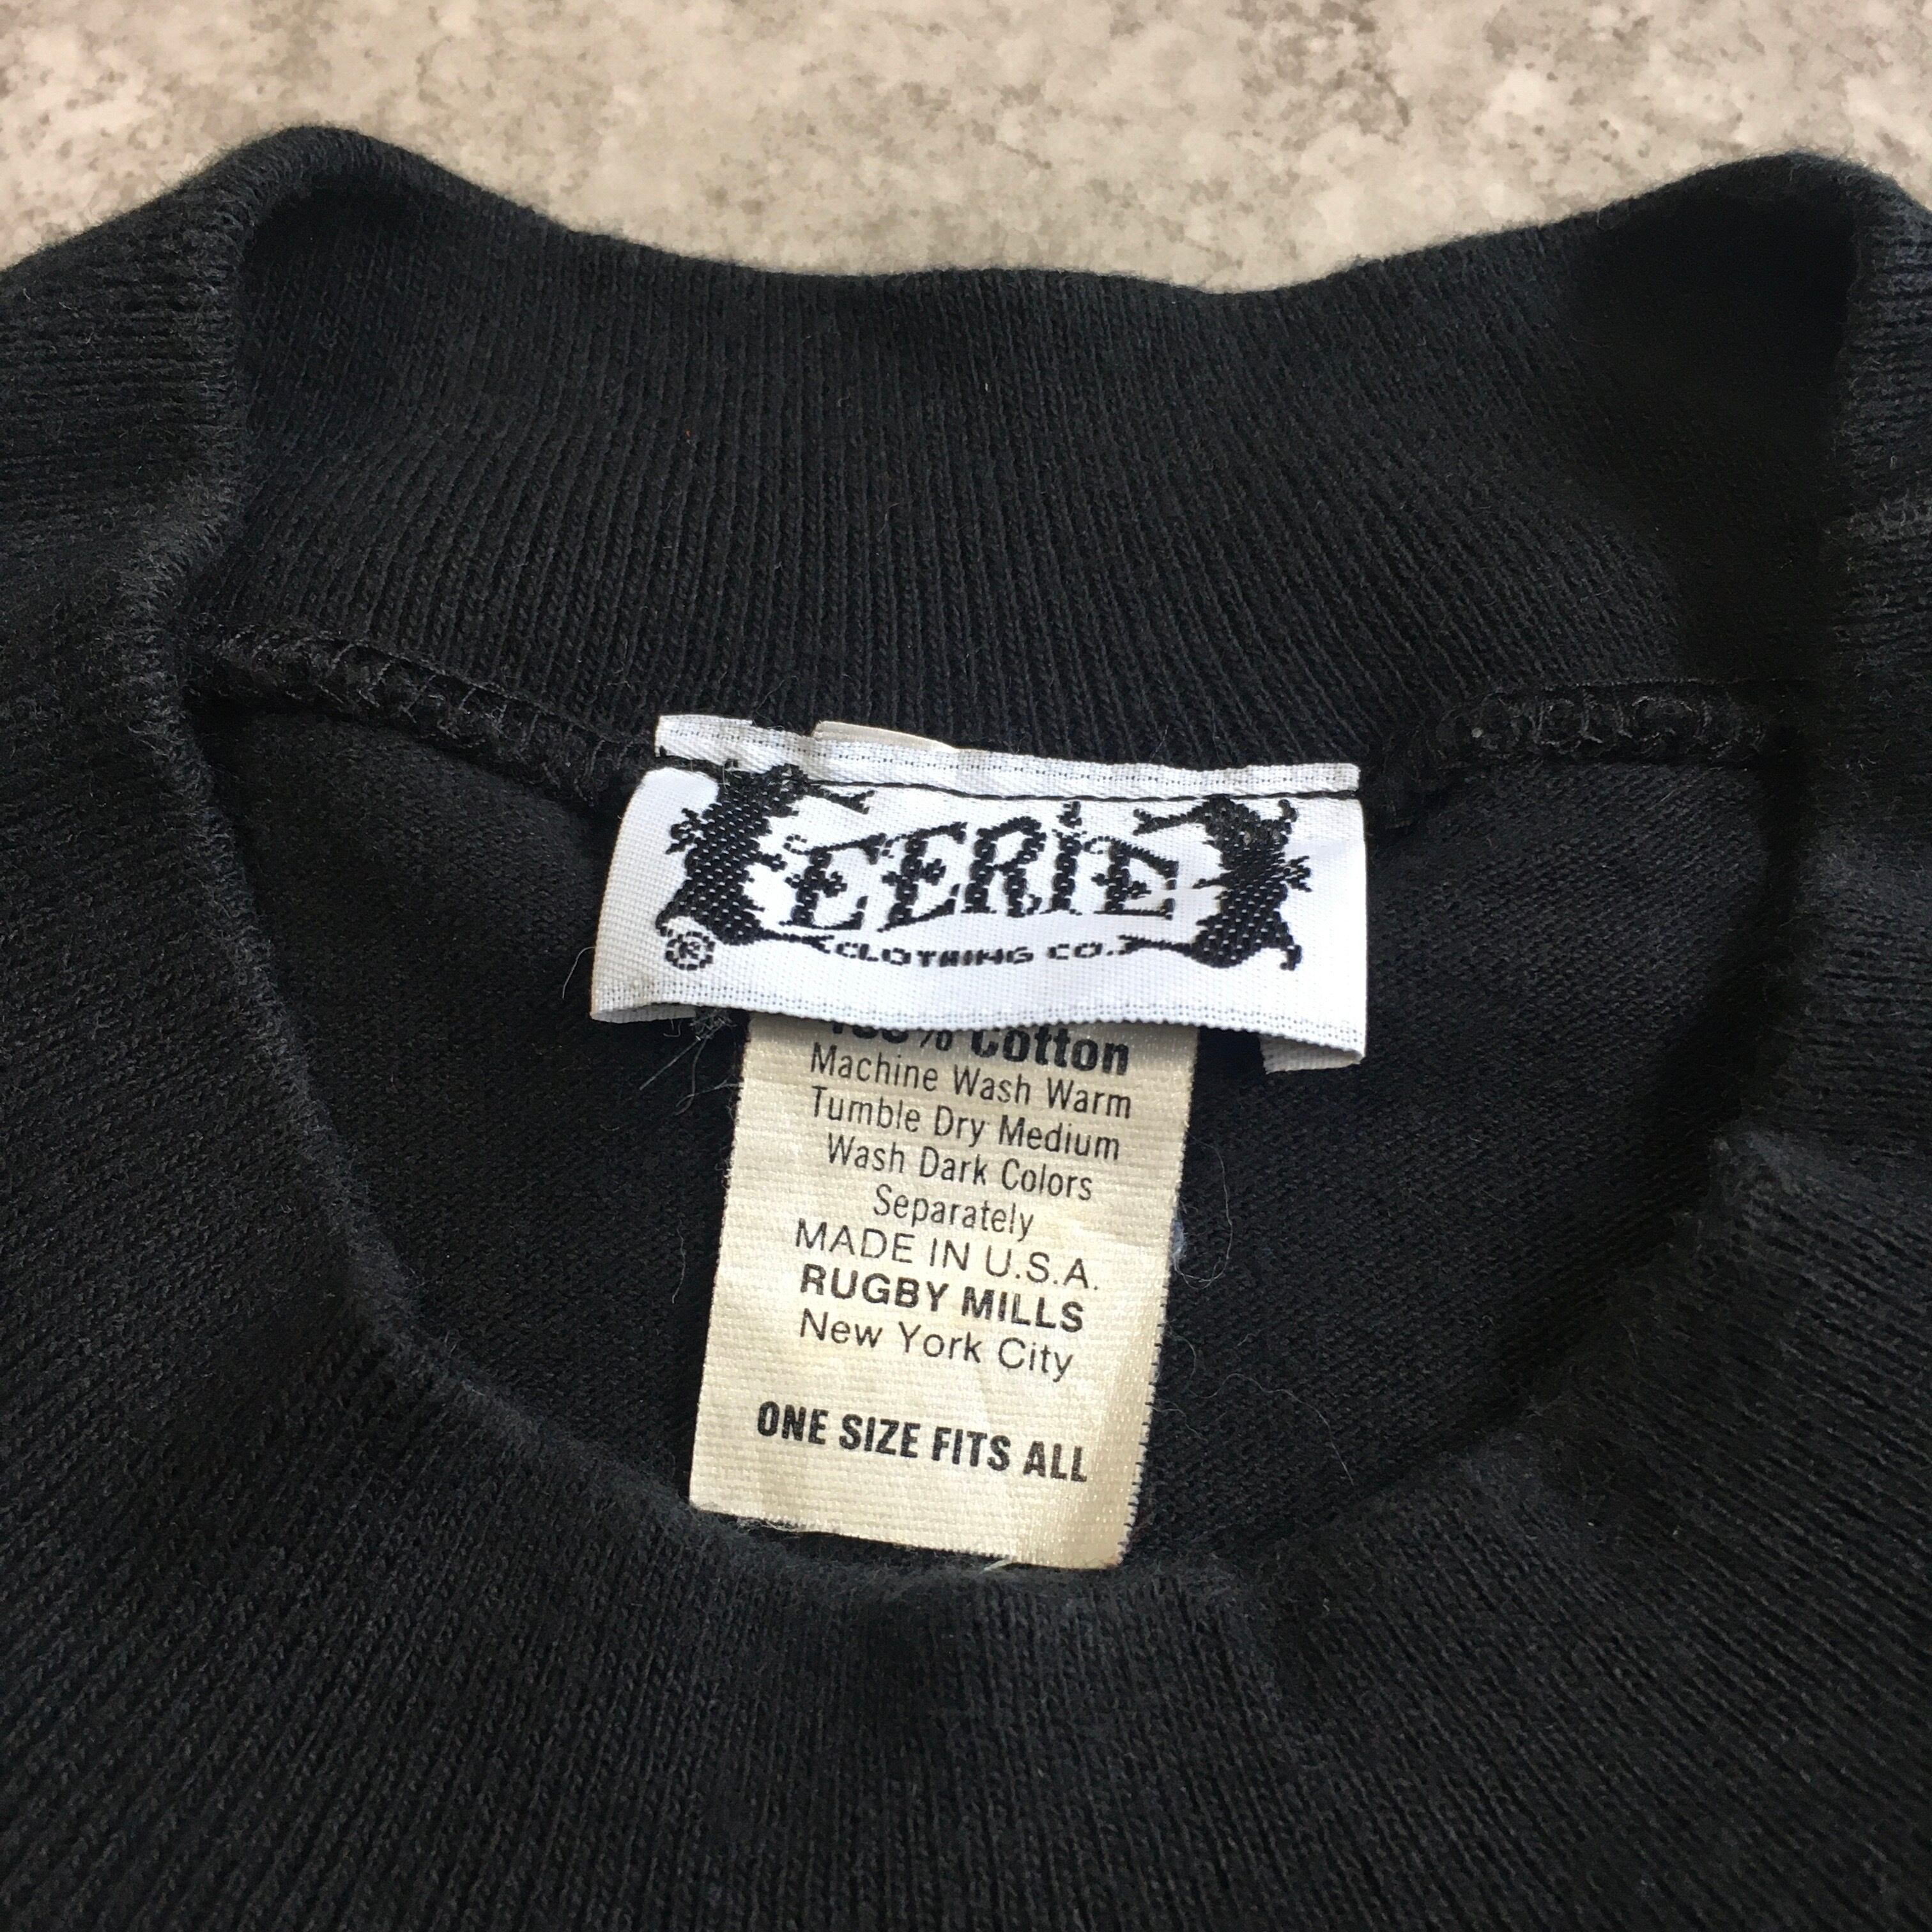 EERiE
CLOTHING CO.
®
100% Cotton
Machine Wash Warm
Tumble Dry Medium
Wash Dark Colors
Separately
MADE IN U.S.A.
RUGBY MILLS
New York City
ONE SIZE FITS ALL